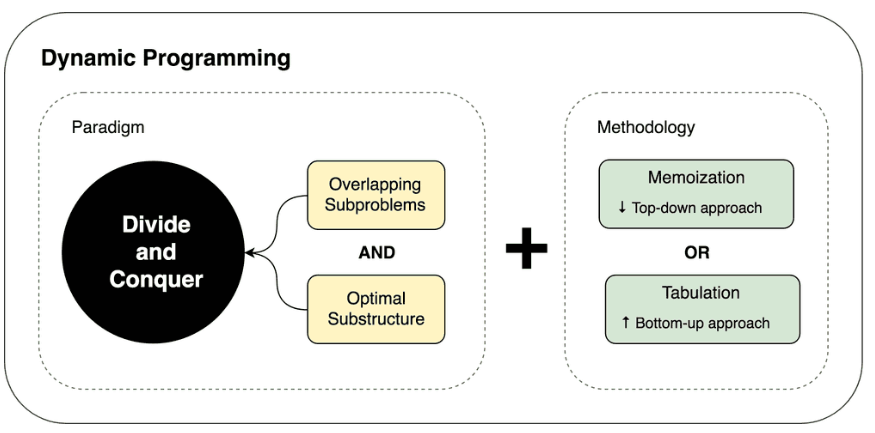 Dynamic Programming
Paradigm
Divide
and
Conquer
Overlapping
Subproblems
AND
Optimal
Substructure
+
Methodology
Memoization
↓ Top-down approach
OR
Tabulation
↑ Bottom-up approach